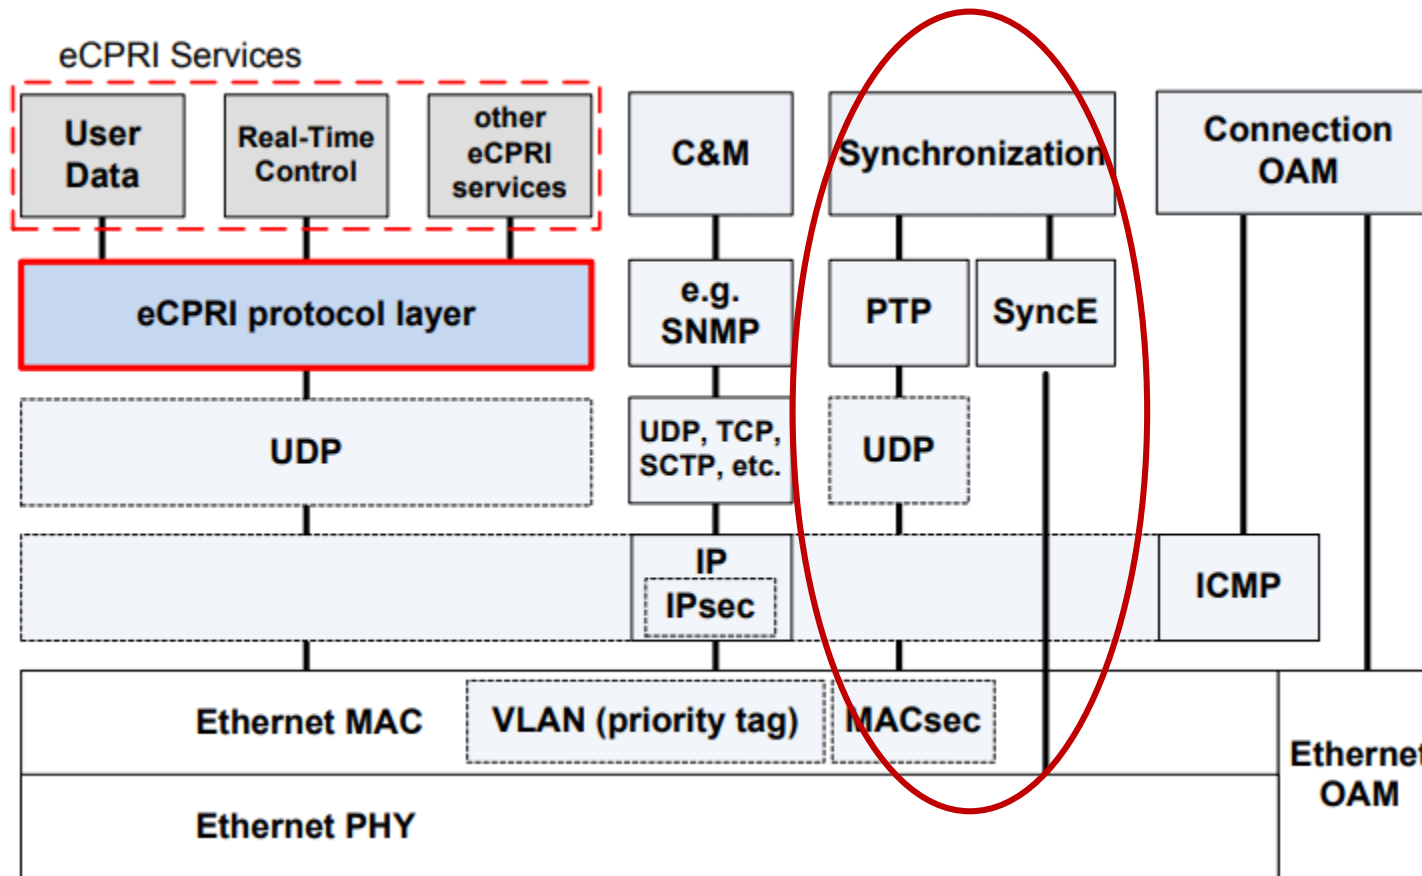 eCPRI Services
User
Data
Real-Time
Control
other
eCPRI
services
C&M
Synchronization
Connection
OAM
eCPRI protocol layer
e.g.
SNMP
PTP
SyncE
UDP
UDP, TCP,
SCTP, etc.
UDP
IP
IPsec
ICMP
Ethernet MAC
VLAN (priority tag)
MACsec
Ethernet
OAM
Ethernet PHY